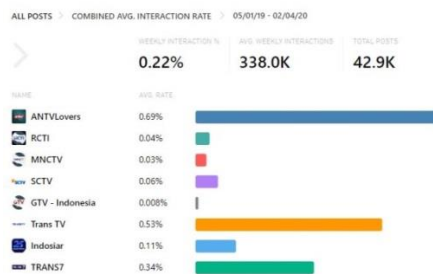 ALL POSTS > COMBINED AVG. INTERACTION RATE > 05/01/19 - 02/04/20
WEEKLY INTERACTION % AVG. WEEKLY INTERACTIONS TOTAL POSTS
0.22% 338.0K 42.9K
NAME AVG. RATE
ANTVLovers 0.69%
RCTI 0.04%
MNCTV 0.03%
SCTV 0.06%
GTV - Indonesia 0.008%
Trans TV 0.53%
Indosiar 0.11%
TRANS7 0.34%